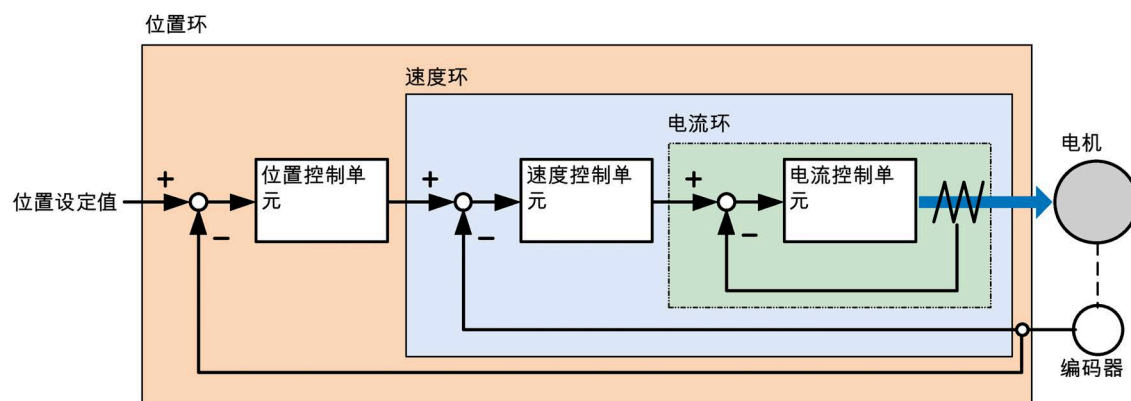 位置环
速度环
电流环
电机
位置设定值
+
−
位置控制单
元
+
−
速度控制单
元
+
−
电流控制单
元
编码器